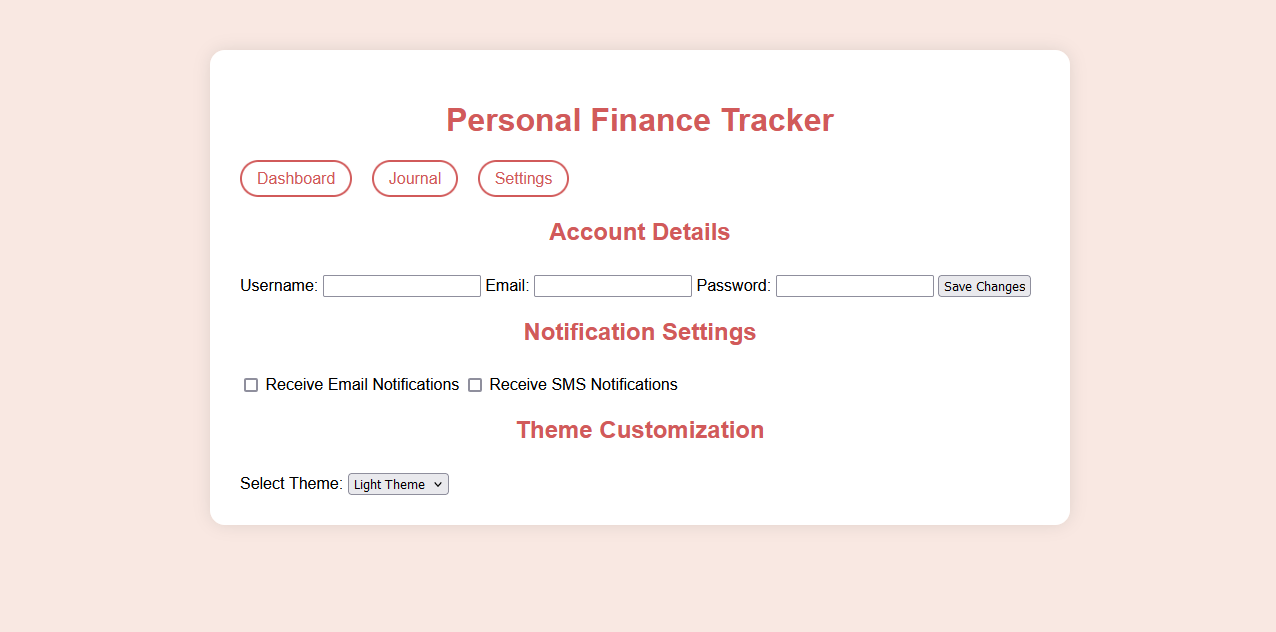 Personal Finance Tracker
Dashboard Journal Settings
Account Details
Username: Email: Password: Save Changes
Notification Settings
Receive Email Notifications Receive SMS Notifications
Theme Customization
Select Theme: Light Theme